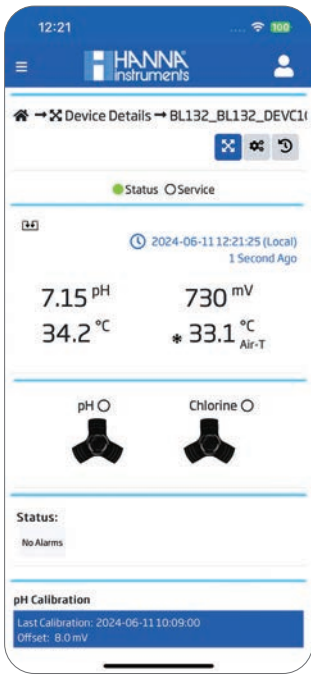 12:21
100
HANNA
instruments
Device Details → BL132_BL132_DEVC1
Status Service
2024-06-11 12:21:25 (Local)
1 Second Ago
7.15 pH 730 mV
34.2 °C * 33.1 °C
Air-T
pH Chlorine
Status:
No Alarms
pH Calibration
Last Calibration: 2024-06-11 10:09:00
Offset: 8.0 mV